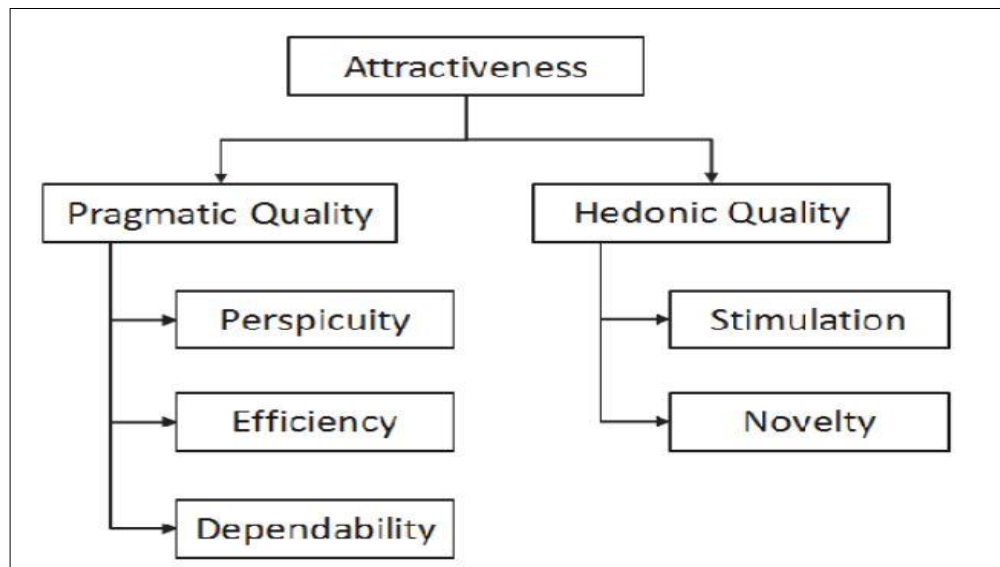 Attractiveness
Pragmatic Quality
Hedonic Quality
Perspicuity
Stimulation
Efficiency
Novelty
Dependability